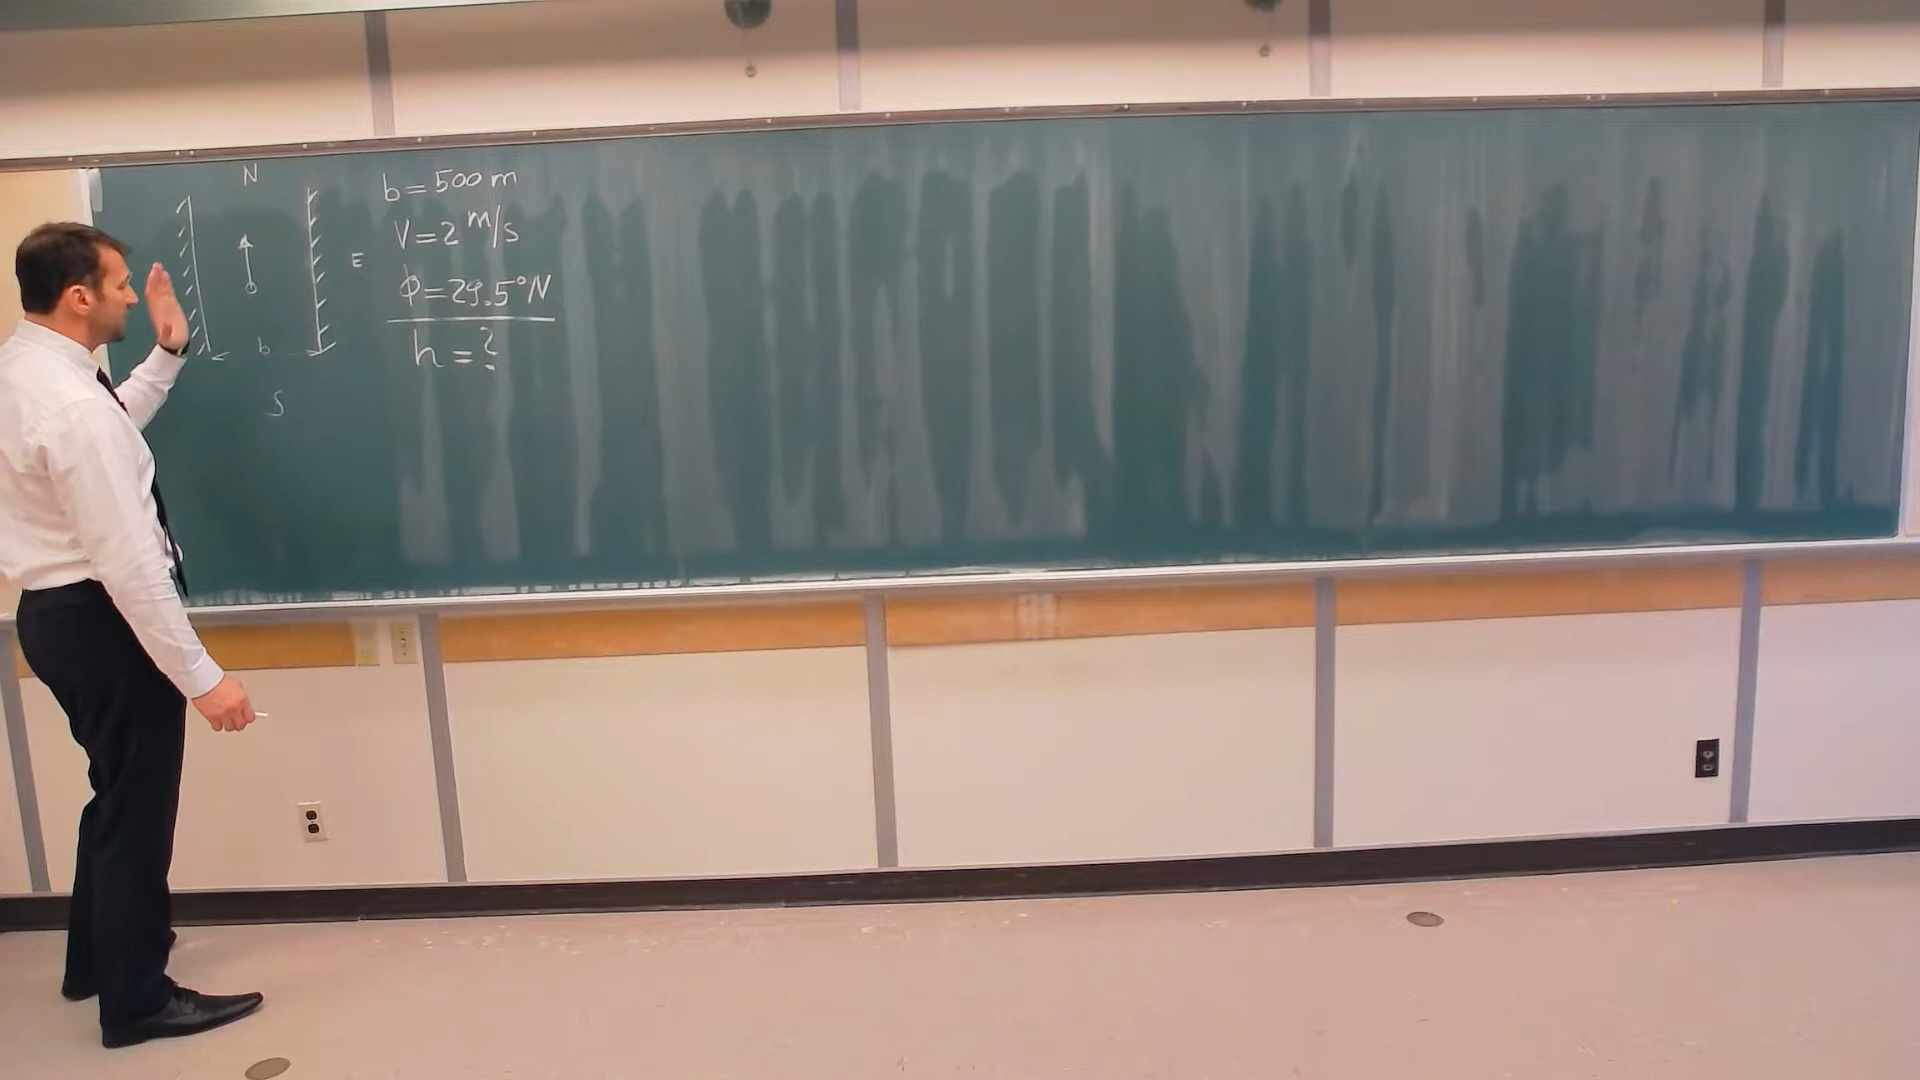 N
E
b
S
b = 500 m
V = 2 m/s
ϕ = 29.5° N
h = ?